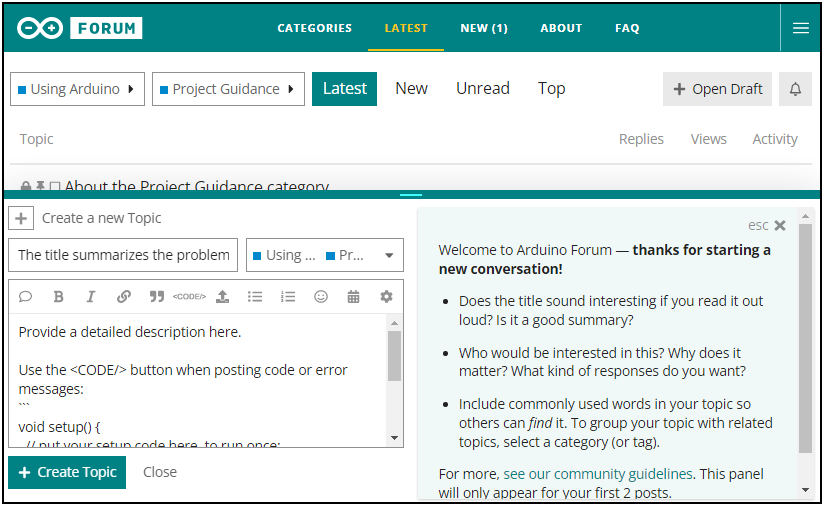 FORUM
CATEGORIES LATEST NEW (1) ABOUT FAQ
Using Arduino Project Guidance Latest New Unread Top + Open Draft
Topic Replies Views Activity
About the Project Guidance category
Create a new Topic
The title summarizes the problem Using ... Pr...
B I <CODE/>
Provide a detailed description here.
Use the <CODE/> button when posting code or error
messages:
```
void setup() {
// put your setup code here, to run once:
+ Create Topic Close
esc
Welcome to Arduino Forum — thanks for starting a
new conversation!
• Does the title sound interesting if you read it out
loud? Is it a good summary?
• Who would be interested in this? Why does it
matter? What kind of responses do you want?
• Include commonly used words in your topic so
others can find it. To group your topic with related
topics, select a category (or tag).
For more, see our community guidelines. This panel
will only appear for your first 2 posts.